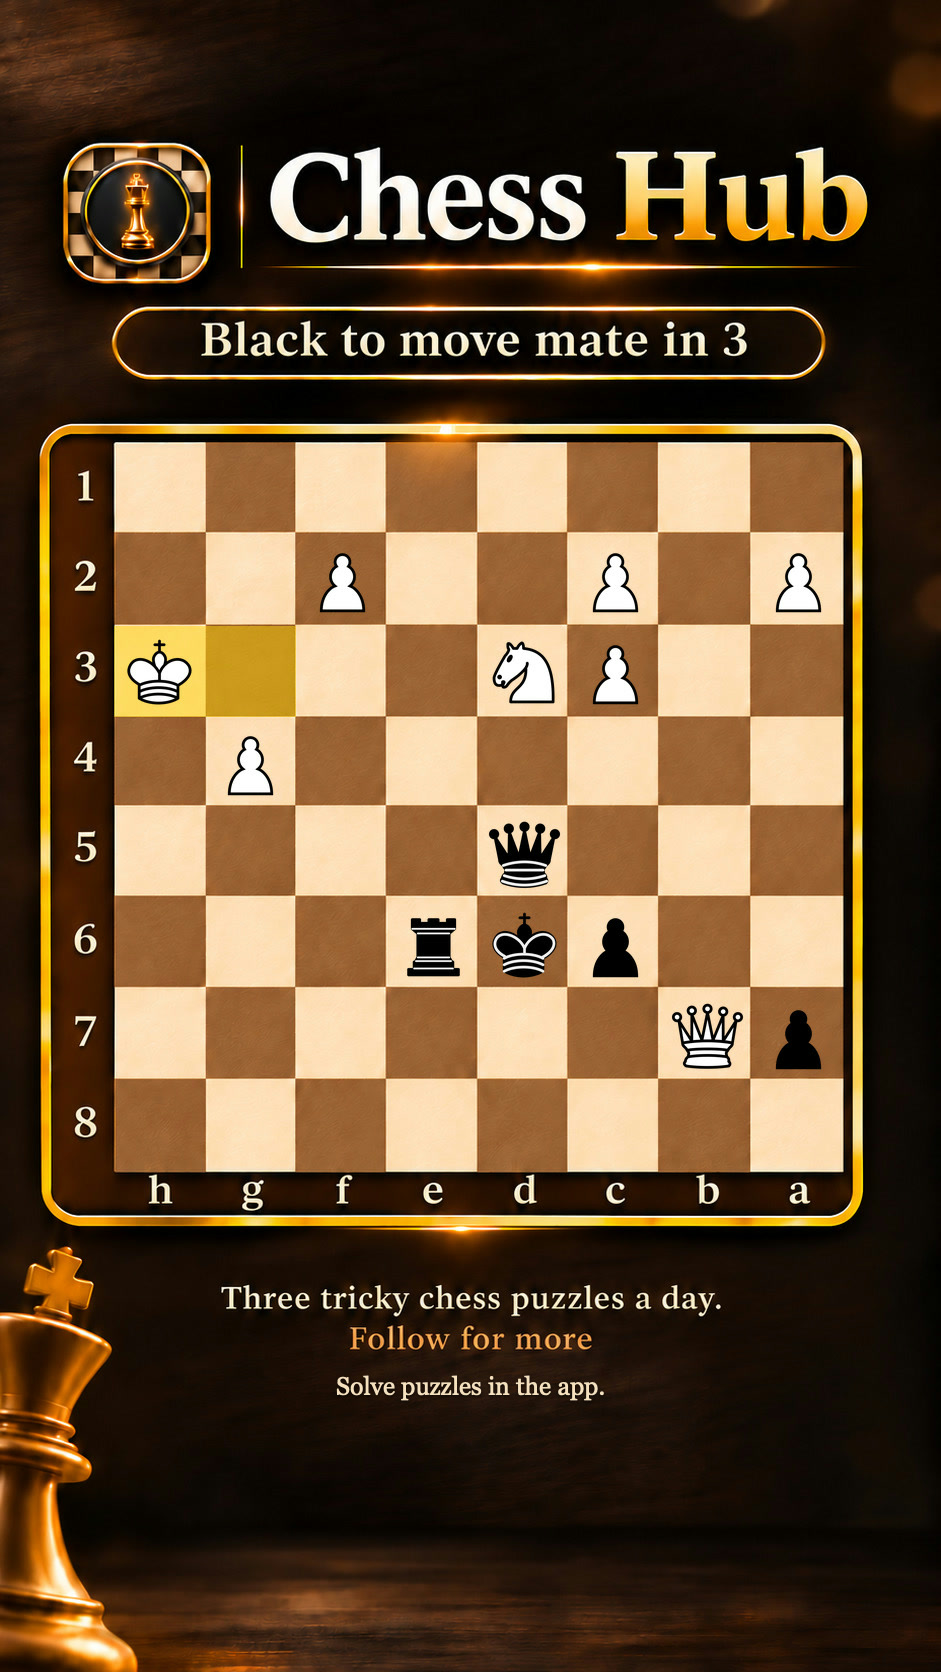 Chess Hub
Black to move mate in 3
1
2
3
4
5
6
7
8
h g f e d c b a
Three tricky chess puzzles a day.
Follow for more
Solve puzzles in the app.